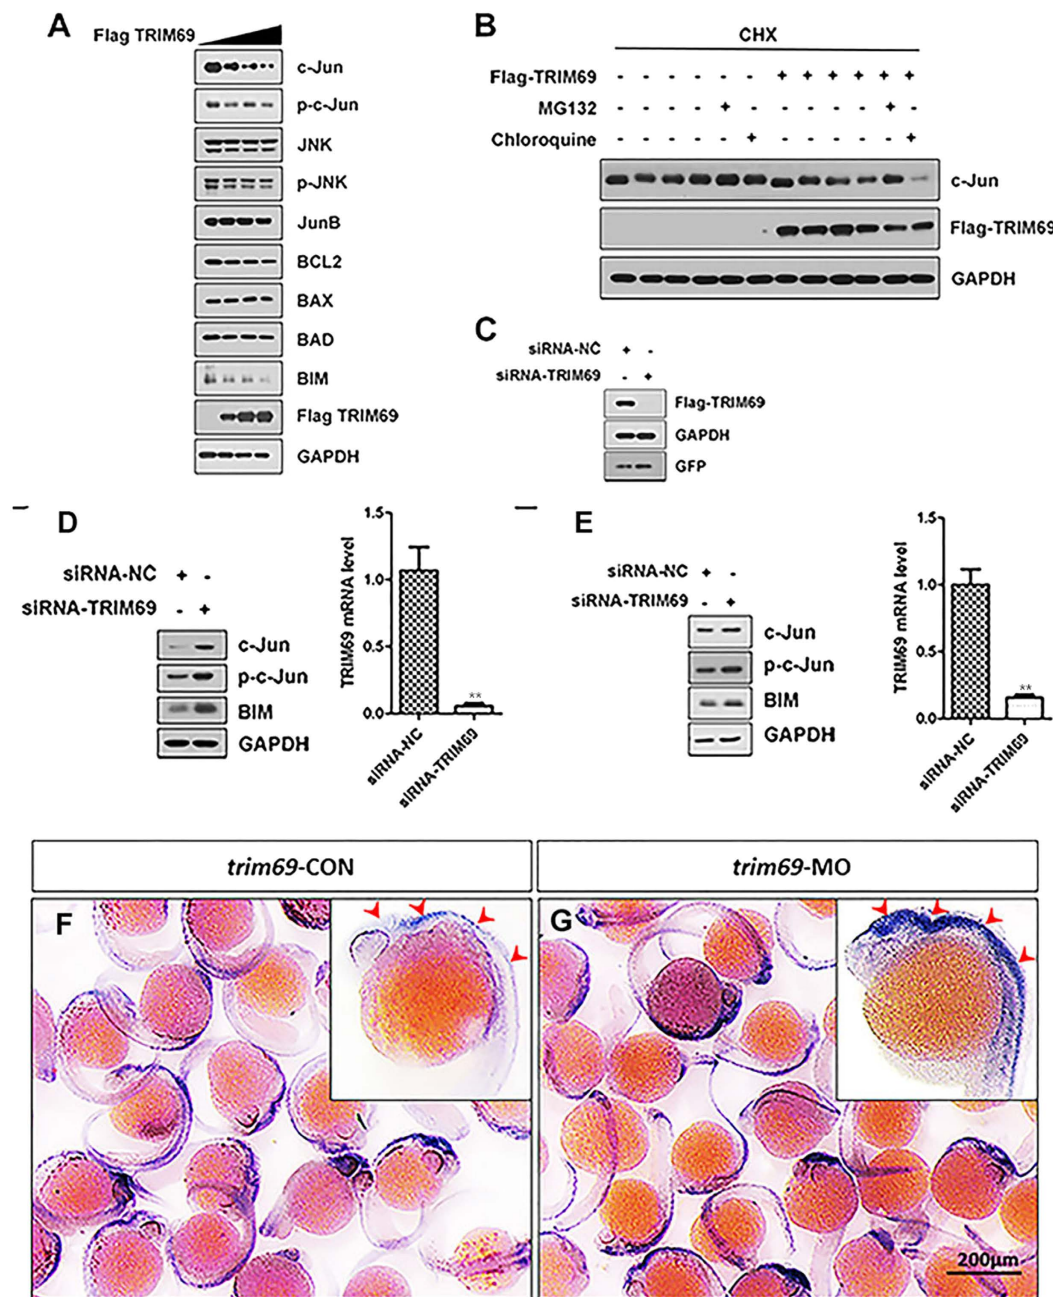 A
Flag TRIM69
c-Jun
p-c-Jun
JNK
p-JNK
JunB
BCL2
BAX
BAD
BIM
Flag TRIM69
GAPDH
B
CHX
Flag-TRIM69 - - - - - - + + + + + +
MG132 - - - - + - - - - - + -
Chloroquine - - - - - + - - - - - +
c-Jun
Flag-TRIM69
GAPDH
C
siRNA-NC + -
siRNA-TRIM69 - +
Flag-TRIM69
GAPDH
GFP
D
siRNA-NC + -
siRNA-TRIM69 - +
c-Jun
p-c-Jun
BIM
GAPDH
TRIM69 mRNA level
1.5
1.0
0.5
0.0
**
siRNA-NC
siRNA-TRIM69
E
siRNA-NC + -
siRNA-TRIM69 - +
c-Jun
p-c-Jun
BIM
GAPDH
TRIM69 mRNA level
1.5
1.0
0.5
0.0
**
siRNA-NC
siRNA-TRIM69
trim69-CON
trim69-MO
F
G
200μm